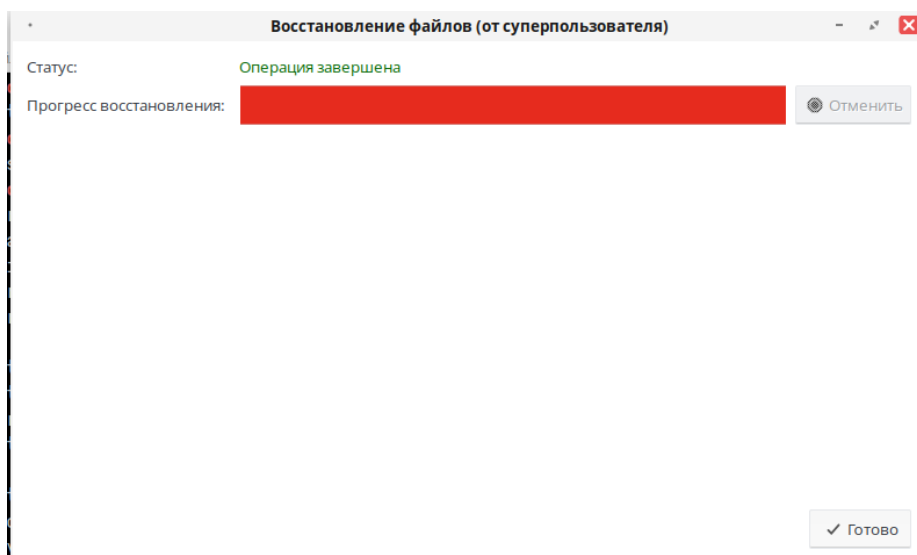 Восстановление файлов (от суперпользователя)
Статус: Операция завершена
Прогресс восстановления: Отменить
Готово